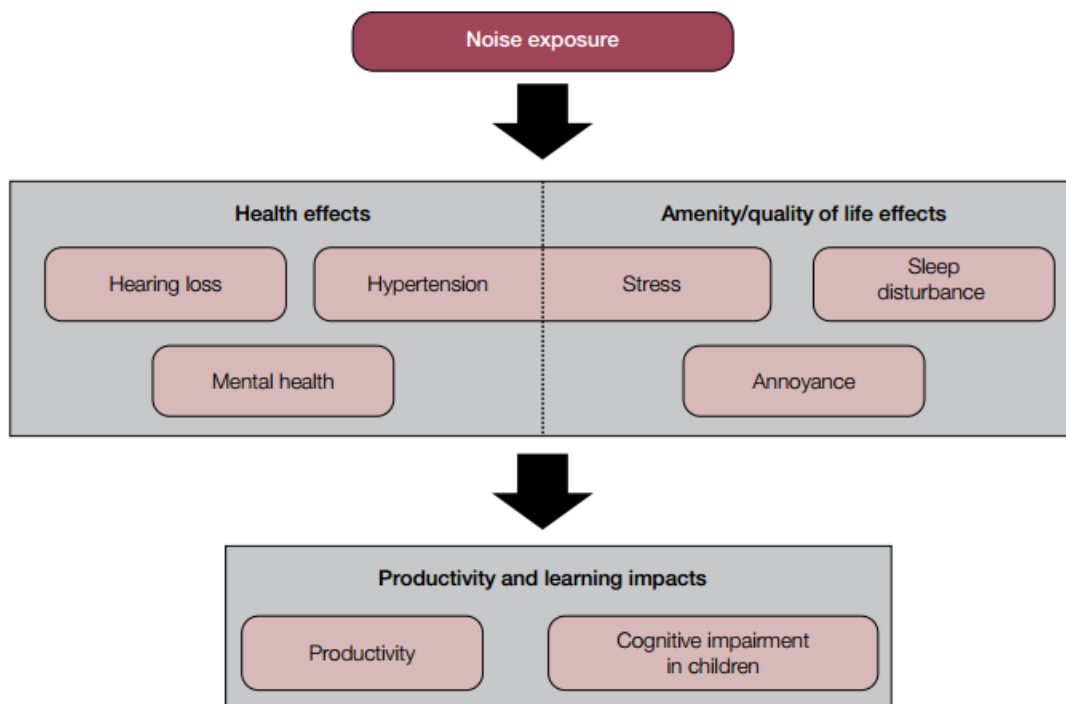 Noise exposure
Health effects
Amenity/quality of life effects
Hearing loss
Hypertension
Stress
Sleep
disturbance
Mental health
Annoyance
Productivity and learning impacts
Productivity
Cognitive impairment
in children